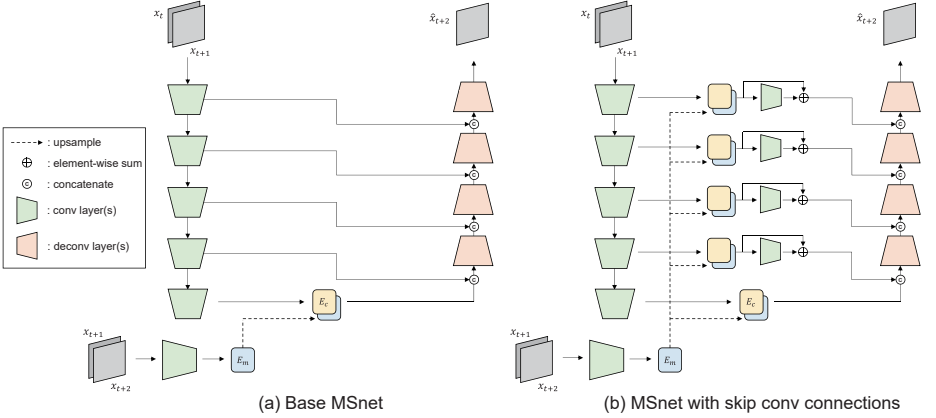 x_t
x_{t+1}
x̂_{t+2}
x_t
x_{t+1}
x̂_{t+2}
: upsample
: element-wise sum
c : concatenate
: conv layer(s)
: deconv layer(s)
c
c
c
c
c
c
c
c
E_c
E_c
x_{t+1}
x_{t+2}
E_m
x_{t+1}
x_{t+2}
E_m
(a) Base MSnet
(b) MSnet with skip conv connections